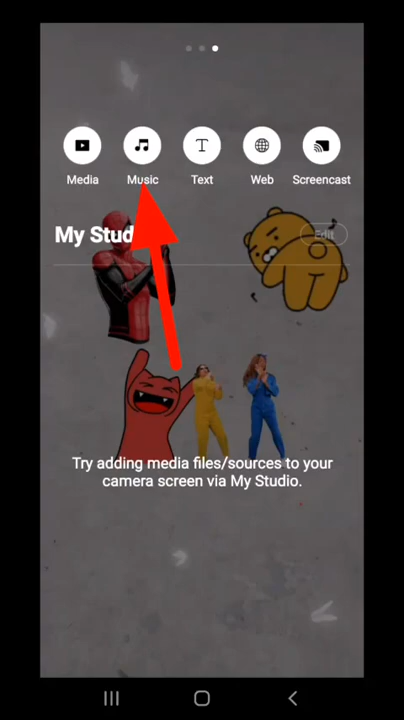 Media Music Text Web Screencast
My Stud
Edit
Try adding media files/sources to your
camera screen via My Studio.